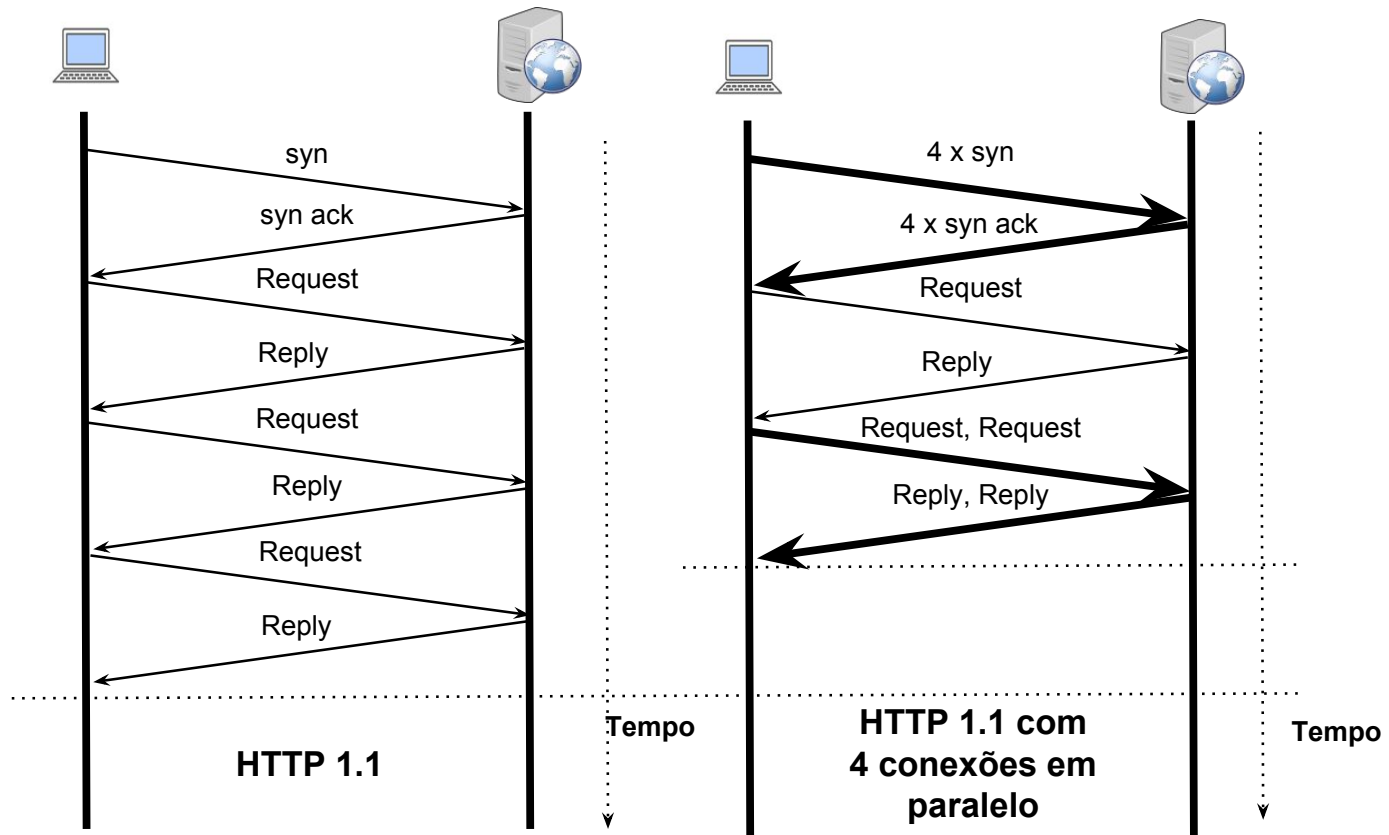 syn
syn ack
Request
Reply
Request
Reply
Request
Reply
Tempo
HTTP 1.1
4 x syn
4 x syn ack
Request
Reply
Request, Request
Reply, Reply
HTTP 1.1 com
4 conexões em
paralelo
Tempo